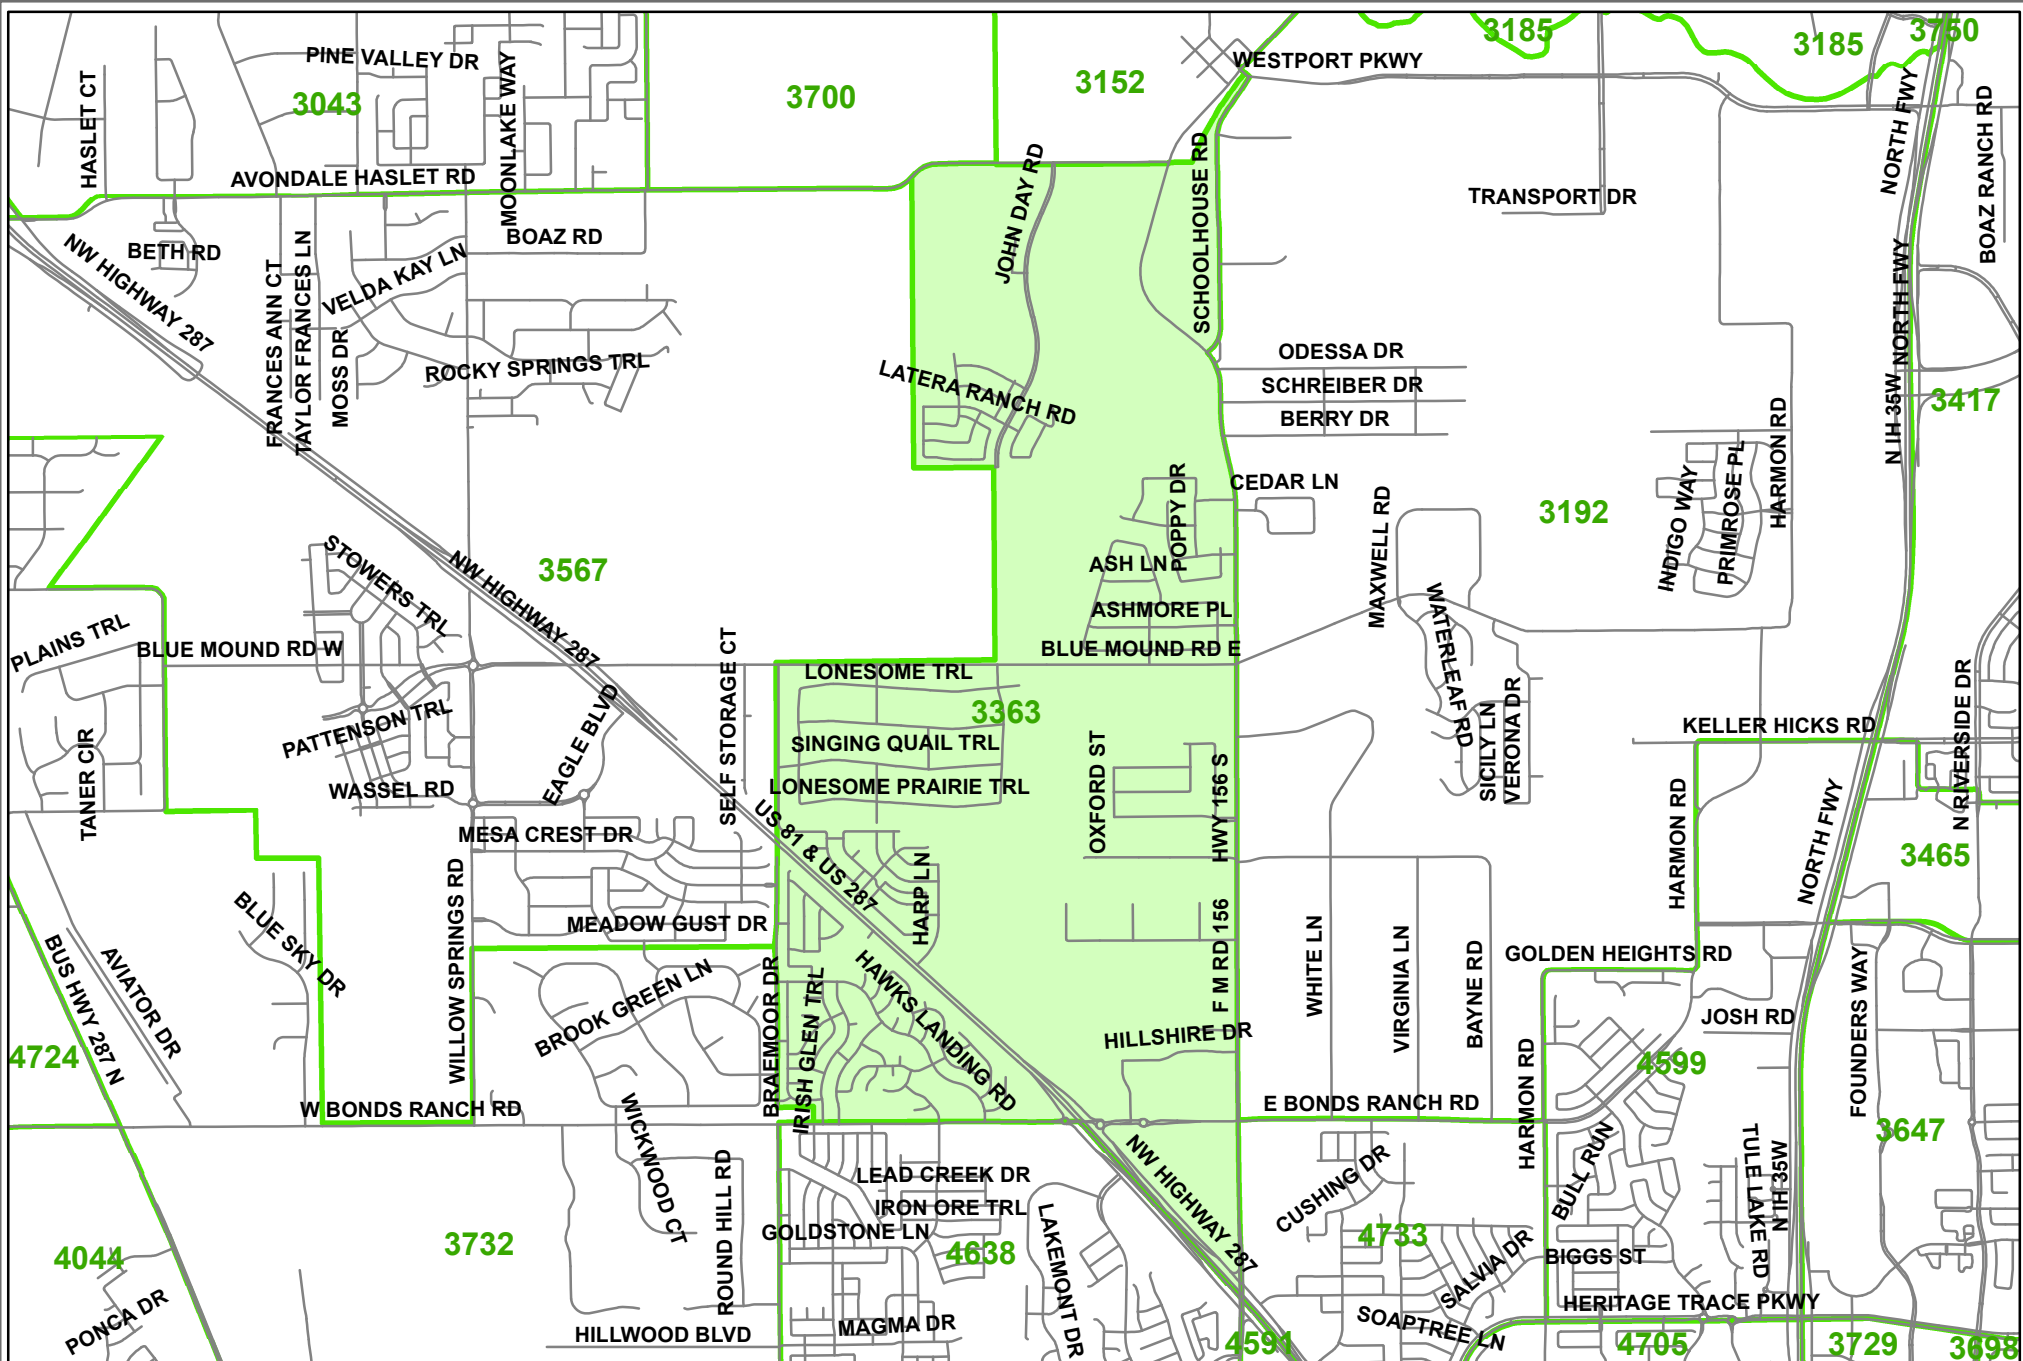 3185
3750
3185
PINE VALLEY DR
WESTPORT PKWY
HASLET CT
3043
MOONLAKE WAY
3700
3152
NORTH FWY
BOAZ RANCH RD
AVONDALE HASLET RD
JOHN DAY RD
SCHOOLHOUSE RD
TRANSPORT DR
BETH RD
NW HIGHWAY 287
BOAZ RD
FRANCES ANN CT
TAYLOR FRANCES LN
VELDA KAY LN
MOSS DR
ROCKY SPRINGS TRL
LATERA RANCH RD
ODESSA DR
SCHREIBER DR
BERRY DR
N IH 35W
NORTH FWY
3417
HARMON RD
CEDAR LN
POPPY DR
MAXWELL RD
3192
INDIGO WAY
PRIMROSE PL
STOWERS TRL
NW HIGHWAY 287
3567
ASH LN
ASHMORE PL
WATERLEAF RD
PLAINS TRL
BLUE MOUND RD W
BLUE MOUND RD E
SELF STORAGE CT
LONESOME TRL
3363
PATTENSON TRL
EAGLE BLVD
SINGING QUAIL TRL
OXFORD ST
HWY 156 S
SICILY LN
VERONA DR
KELLER HICKS RD
N RIVERSIDE DR
TANER CIR
WASSEL RD
LONESOME PRAIRIE TRL
US 81 & US 287
MESA CREST DR
HARMON RD
NORTH FWY
3465
HARP LN
BLUE SKY DR
WILLOW SPRINGS RD
MEADOW GUST DR
F M RD 156
WHITE LN
VIRGINIA LN
BAYNE RD
GOLDEN HEIGHTS RD
BUS HWY 287 N
AVIATOR DR
BROOK GREEN LN
BRAEMOOR DR
IRISH GLEN TRL
HAWKS LANDING RD
HILLSHIRE DR
JOSH RD
FOUNDERS WAY
4724
4599
W BONDS RANCH RD
E BONDS RANCH RD
HARMON RD
WICKWOOD CT
3647
BULL RUN
TULE LAKE RD
N IH 35W
LEAD CREEK DR
NW HIGHWAY 287
CUSHING DR
IRON ORE TRL
ROUND HILL RD
GOLDSTONE LN
LAKEMONT DR
4044
3732
4638
4733
SALVIA DR
BIGGS ST
PONCA DR
HILLWOOD BLVD
MAGMA DR
SOAPTREE LN
HERITAGE TRACE PKWY
4591
4705
3729
3698